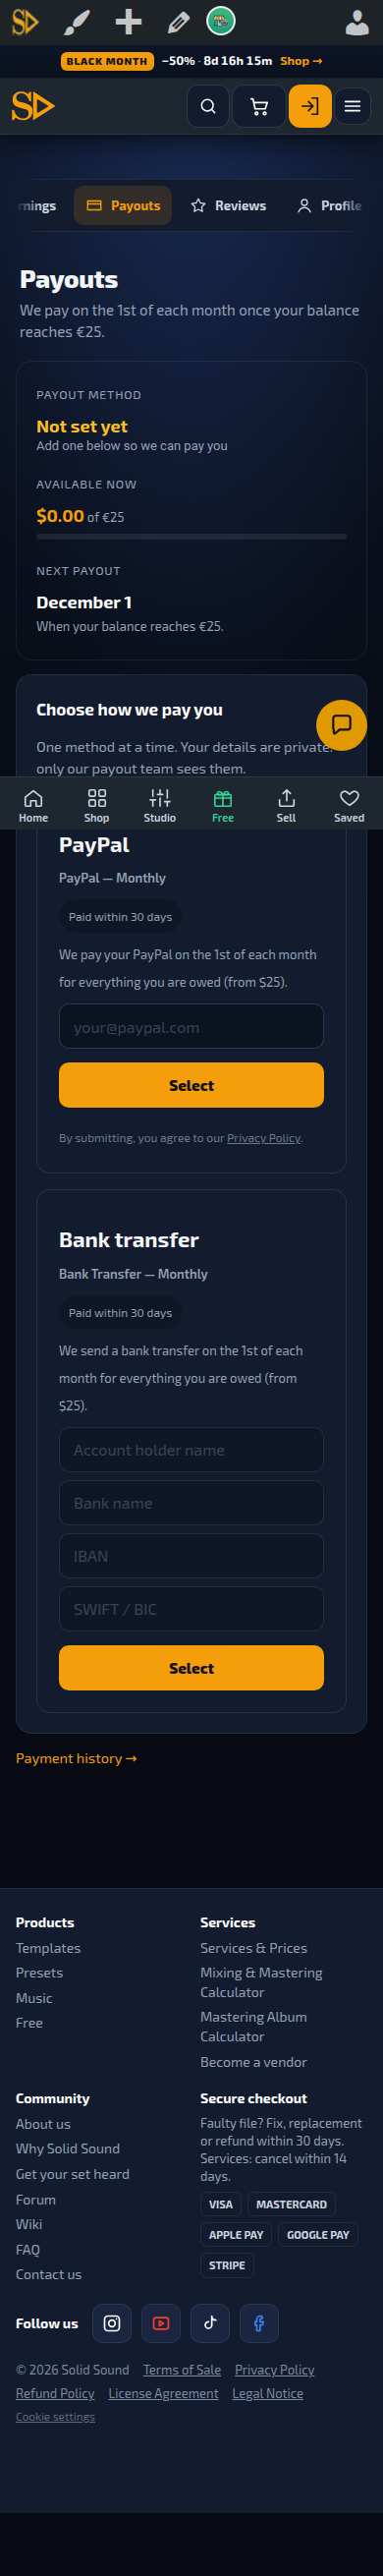 BLACK MONTH −50% · 8d 16h 15m Shop →
rnings Payouts Reviews Profile
Payouts
We pay on the 1st of each month once your balance
reaches €25.
PAYOUT METHOD
Not set yet
Add one below so we can pay you
AVAILABLE NOW
$0.00 of €25
NEXT PAYOUT
December 1
When your balance reaches €25.
Choose how we pay you
One method at a time. Your details are private:
only our payout team sees them.
Home Shop Studio Free Sell Saved
PayPal
PayPal — Monthly
Paid within 30 days
We pay your PayPal on the 1st of each month
for everything you are owed (from $25).
your@paypal.com
Select
By submitting, you agree to our Privacy Policy.
Bank transfer
Bank Transfer — Monthly
Paid within 30 days
We send a bank transfer on the 1st of each
month for everything you are owed (from
$25).
Account holder name
Bank name
IBAN
SWIFT / BIC
Select
Payment history →
Products
Templates
Presets
Music
Free
Services
Services & Prices
Mixing & Mastering
Calculator
Mastering Album
Calculator
Become a vendor
Community
About us
Why Solid Sound
Get your set heard
Forum
Wiki
FAQ
Contact us
Secure checkout
Faulty file? Fix, replacement
or refund within 30 days.
Services: cancel within 14
days.
VISA MASTERCARD
APPLE PAY GOOGLE PAY
STRIPE
Follow us
© 2026 Solid Sound Terms of Sale Privacy Policy
Refund Policy License Agreement Legal Notice
Cookie settings